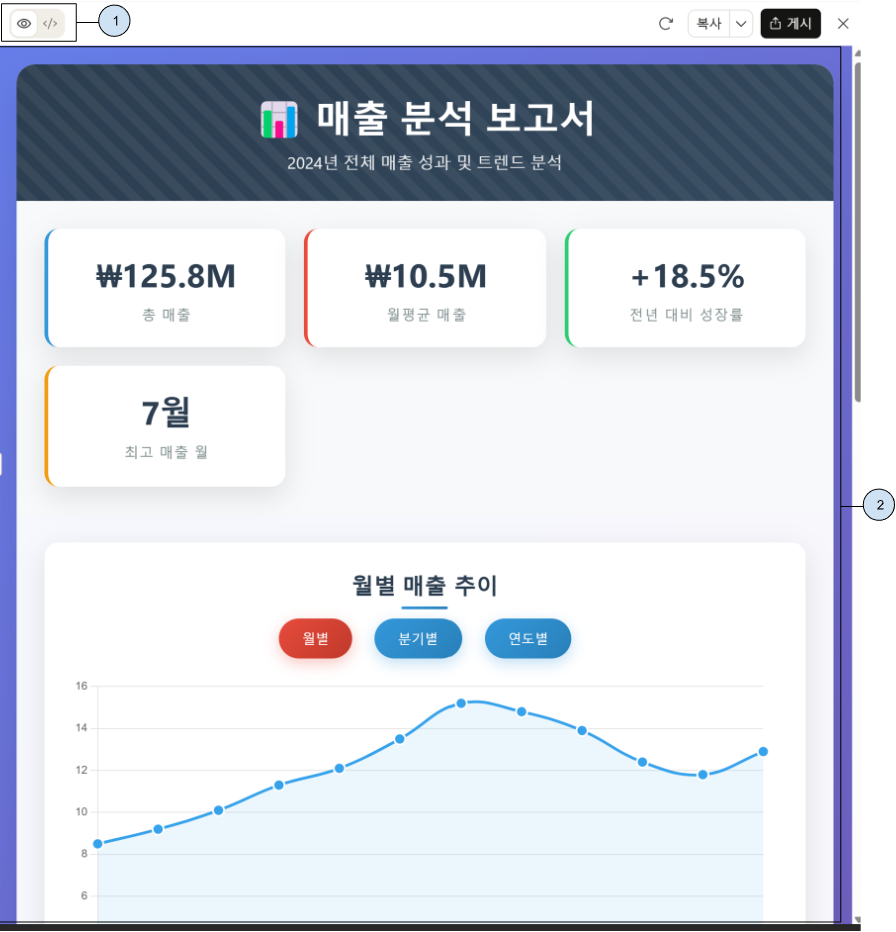 </>
1
복사
게시
매출 분석 보고서
2024년 전체 매출 성과 및 트렌드 분석
₩125.8M
총 매출
₩10.5M
월평균 매출
+18.5%
전년 대비 성장률
7월
최고 매출 월
2
월별 매출 추이
월별
분기별
연도별
16
14
12
10
8
6